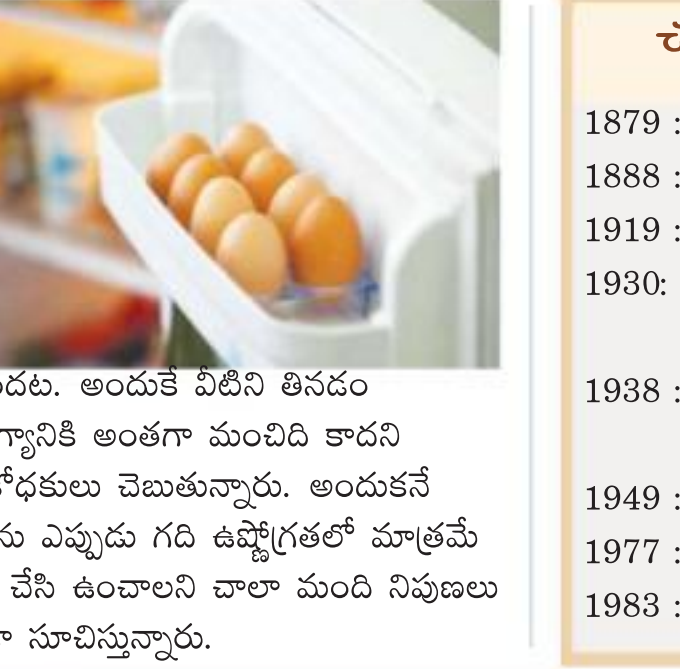 ందట. అందుకే వీటిని తినడం
గ్యానికి అంతగా మంచిది కాదని
శోధకులు చెబుతున్నారు. అందుకనే
ను ఎప్పుడు గది ఉష్ణోగ్రతలో మాత్రమే
చేసి ఉంచాలని చాలా మంది నిపుణలు
సూచిస్తున్నారు.
1879 :
1888 :
1919 :
1930:
1938 :
1949 :
1977 :
1983 :